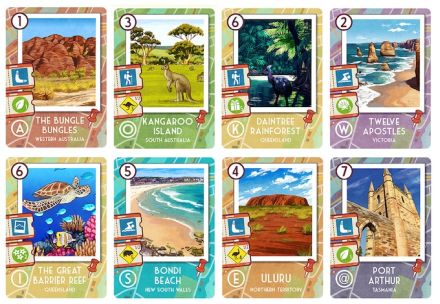 1
A
THE BUNGLE
BUNGLES
WESTERN AUSTRALIA
3
O
KANGAROO
ISLAND
SOUTH AUSTRALIA
6
K
DAINTREE
RAINFOREST
QUEENSLAND
2
W
TWELVE
APOSTLES
VICTORIA
6
I
THE GREAT
BARRIER REEF
QUEENSLAND
5
S
BONDI
BEACH
NEW SOUTH WALES
4
E
ULURU
NORTHERN TERRITORY
7
@
PORT
ARTHUR
TASMANIA